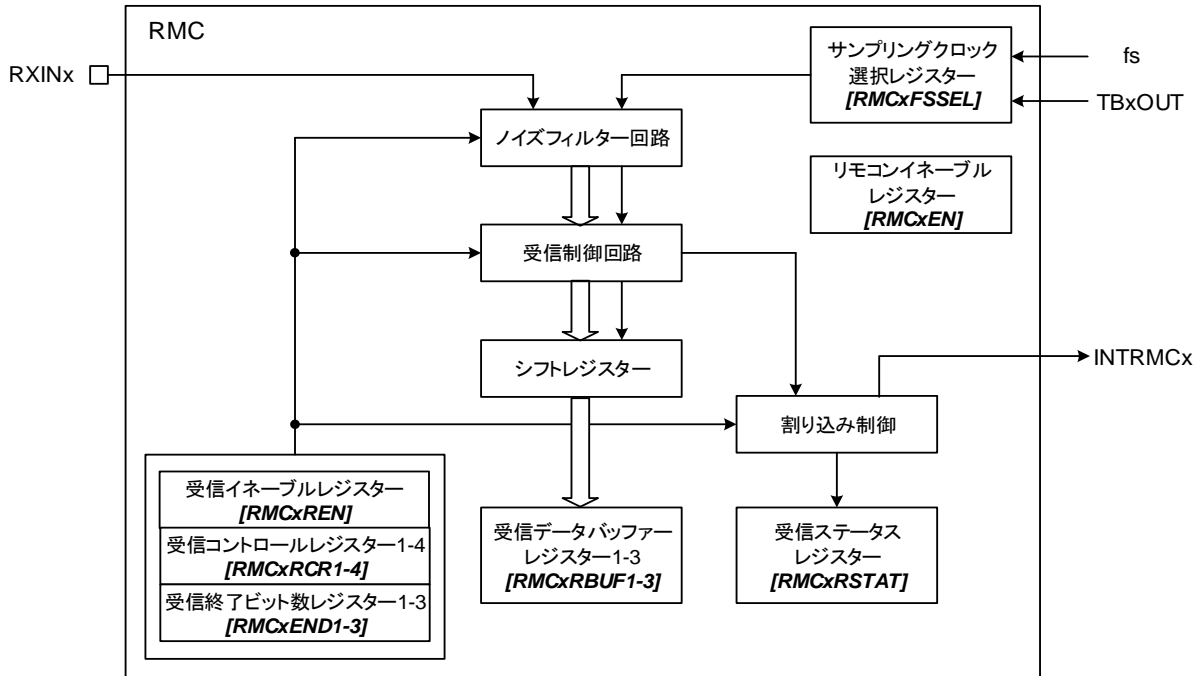 RMC
RXINx
サンプリングクロック
選択レジスター
[RMCxFSSEL]
fs
TBxOUT
ノイズフィルター回路
リモコンイネーブル
レジスター
[RMCxEN]
受信制御回路
シフトレジスター
INTRMCx
割り込み制御
受信イネーブルレジスター
[RMCxREN]
受信コントロールレジスター1-4
[RMCxRCR1-4]
受信終了ビット数レジスター1-3
[RMCxEND1-3]
受信データバッファー
レジスター1-3
[RMCxRBUF1-3]
受信ステータス
レジスター
[RMCxRSTAT]